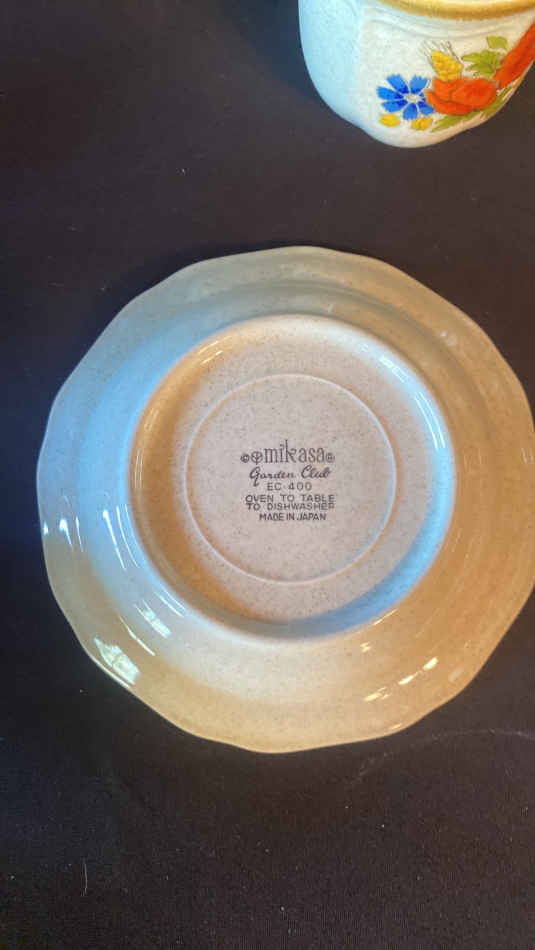 ©mikasa®
Garden Club
EC-400
OVEN TO TABLE
TO DISHWASHER
MADE IN JAPAN